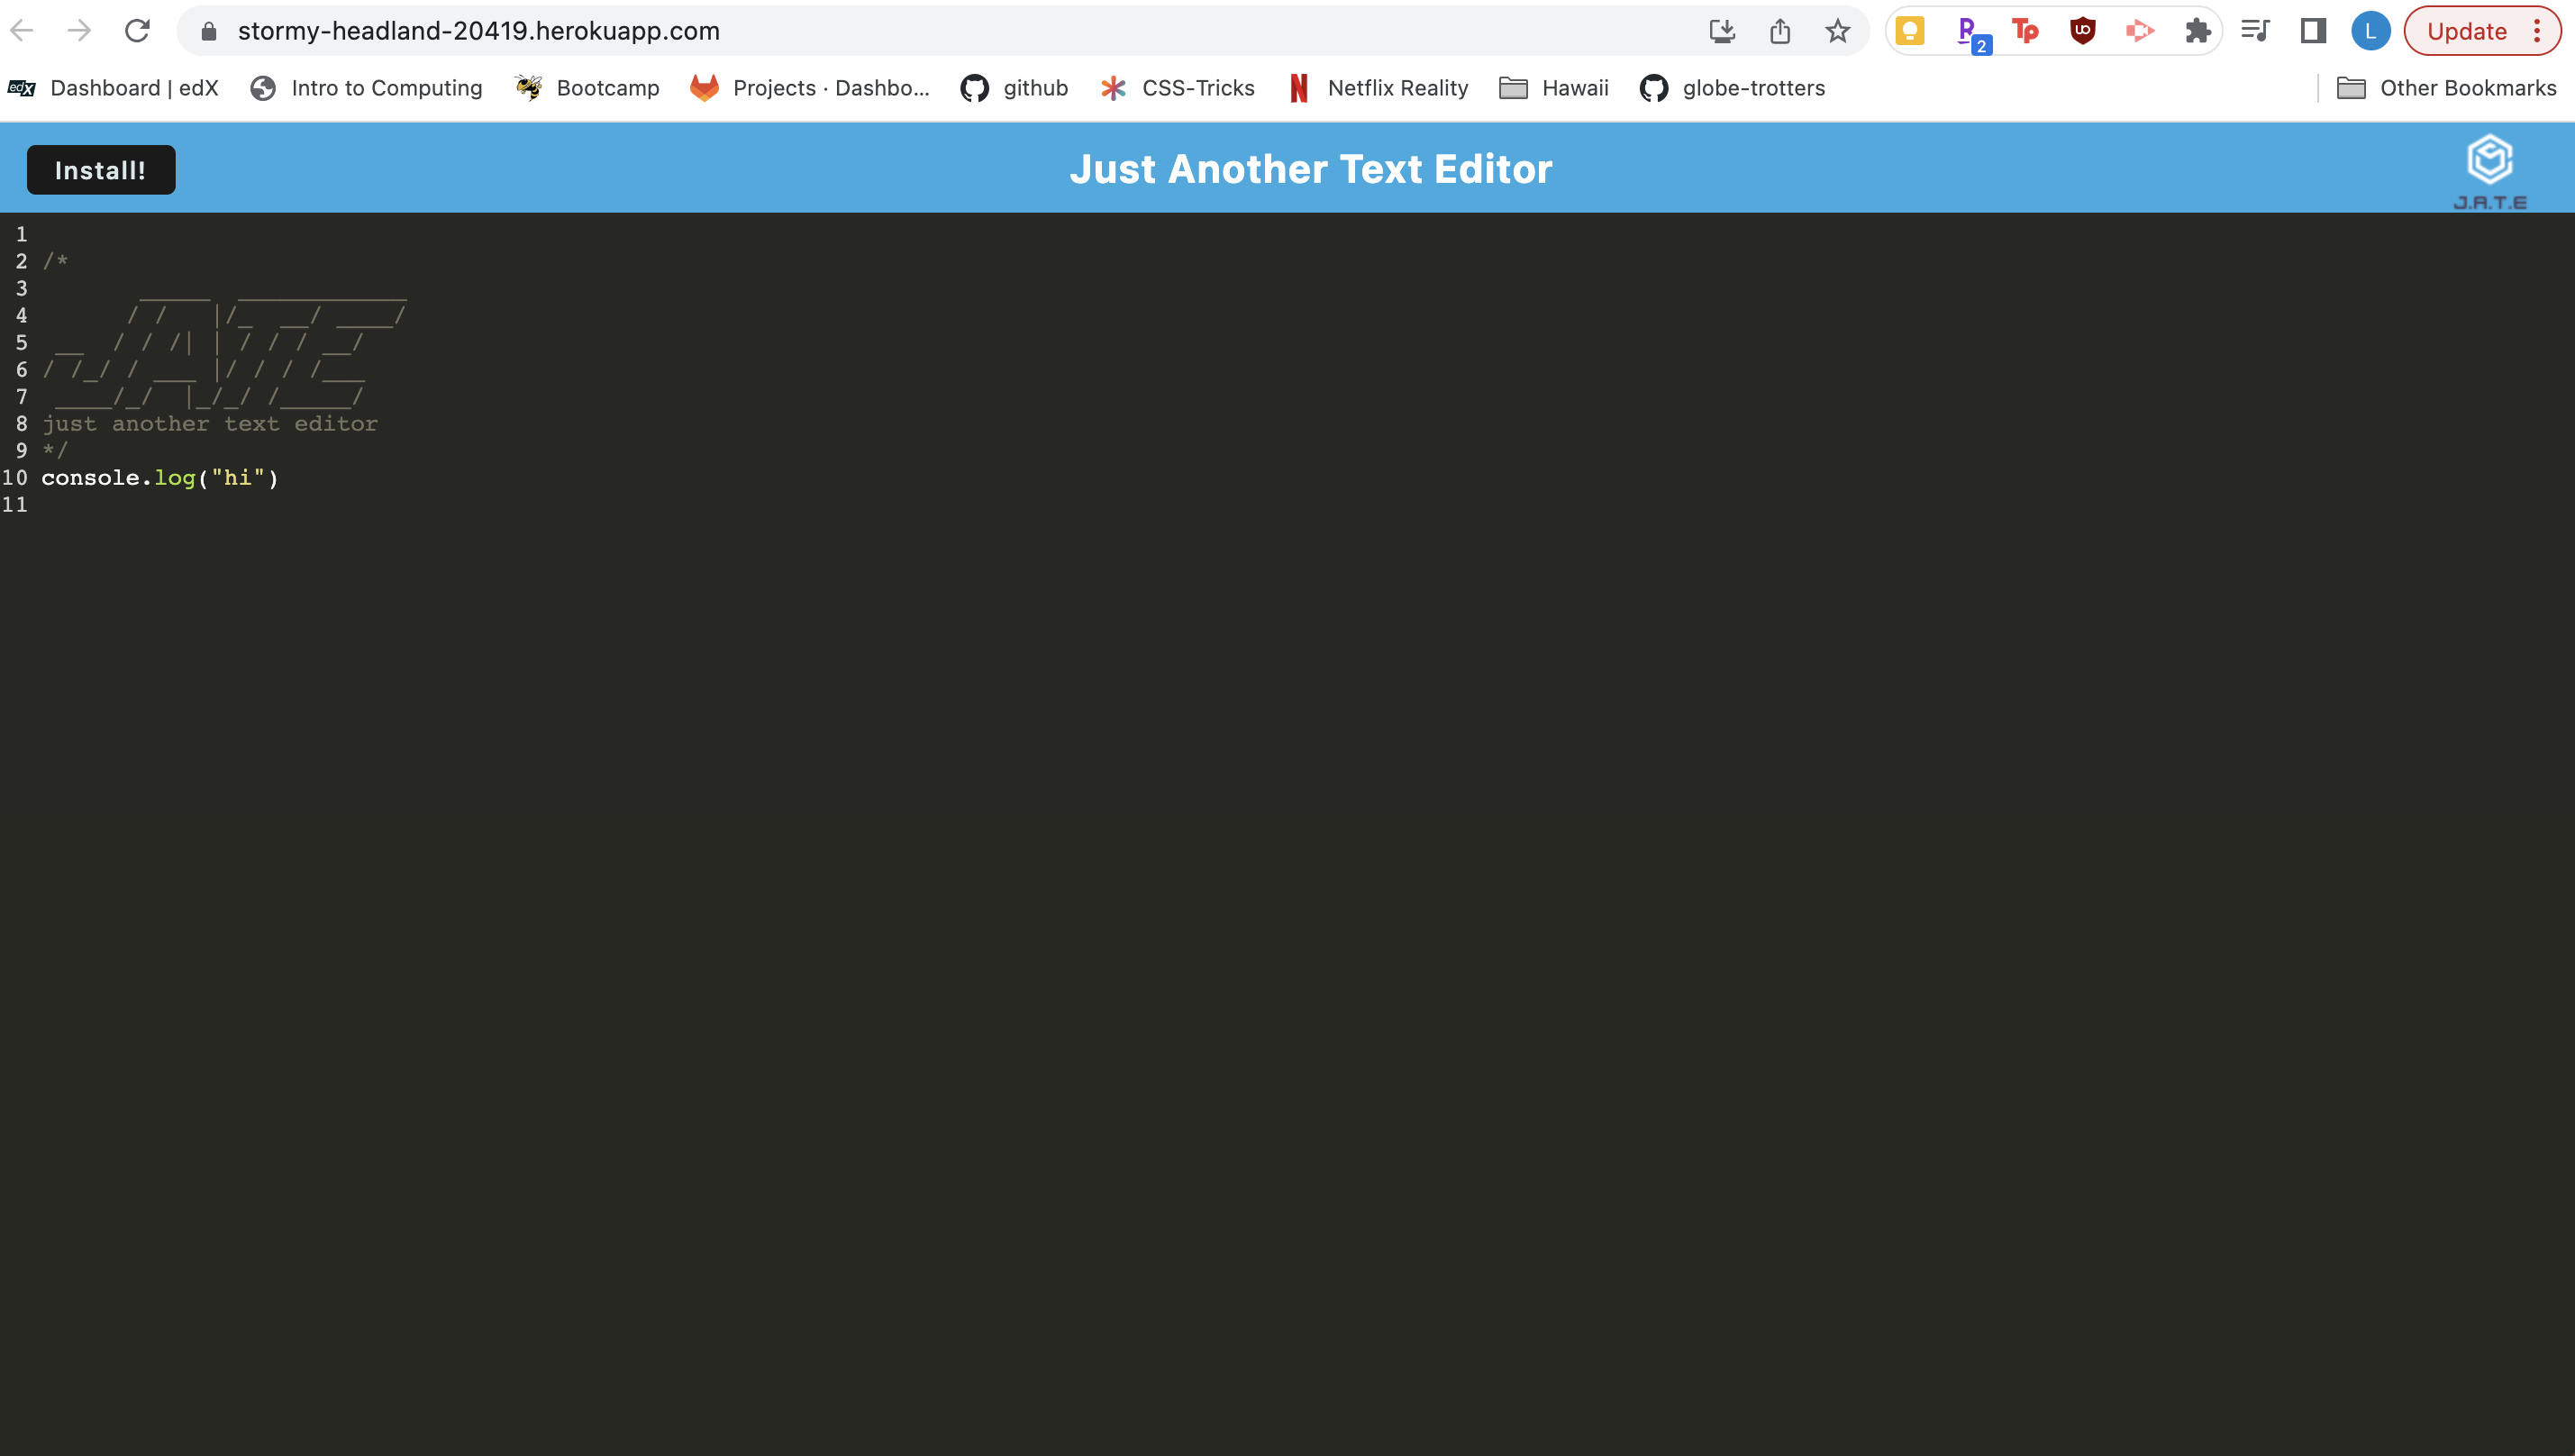 stormy-headland-20419.herokuapp.com
2
Tp
L
Update
edX Dashboard | edX Intro to Computing Bootcamp Projects · Dashbo... github CSS-Tricks Netflix Reality Hawaii globe-trotters Other Bookmarks
Install! Just Another Text Editor
J.A.T.E
1
2 /*
3        _____  ____________
4       / /   |/_  __/ ____/
5  __  / / /| | / / / __/
6 / /_/ / ___ |/ / / /___
7  ____/_/  |_/_/ /_____/
8 just another text editor
9 */
10 console.log("hi")
11